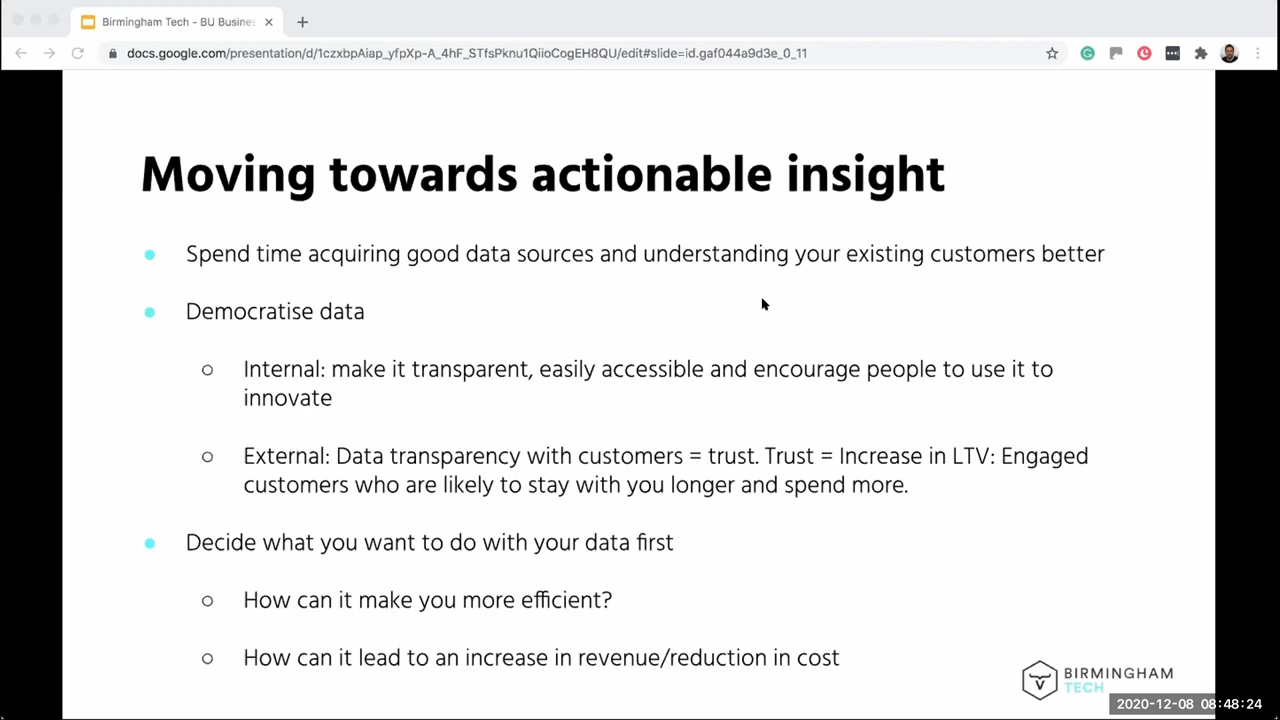 Birmingham Tech - BU Busines
docs.google.com/presentation/d/1czxbpAiap_yfpXp-A_4hF_STfsPknu1QiioCogEH8QU/edit#slide=id.gaf044a9d3e_0_11
Moving towards actionable insight
Spend time acquiring good data sources and understanding your existing customers better
Democratise data
Internal: make it transparent, easily accessible and encourage people to use it to
innovate
External: Data transparency with customers = trust. Trust = Increase in LTV: Engaged
customers who are likely to stay with you longer and spend more.
Decide what you want to do with your data first
How can it make you more efficient?
How can it lead to an increase in revenue/reduction in cost
BIRMINGHAM
TECH
2020-12-08 08:48:24